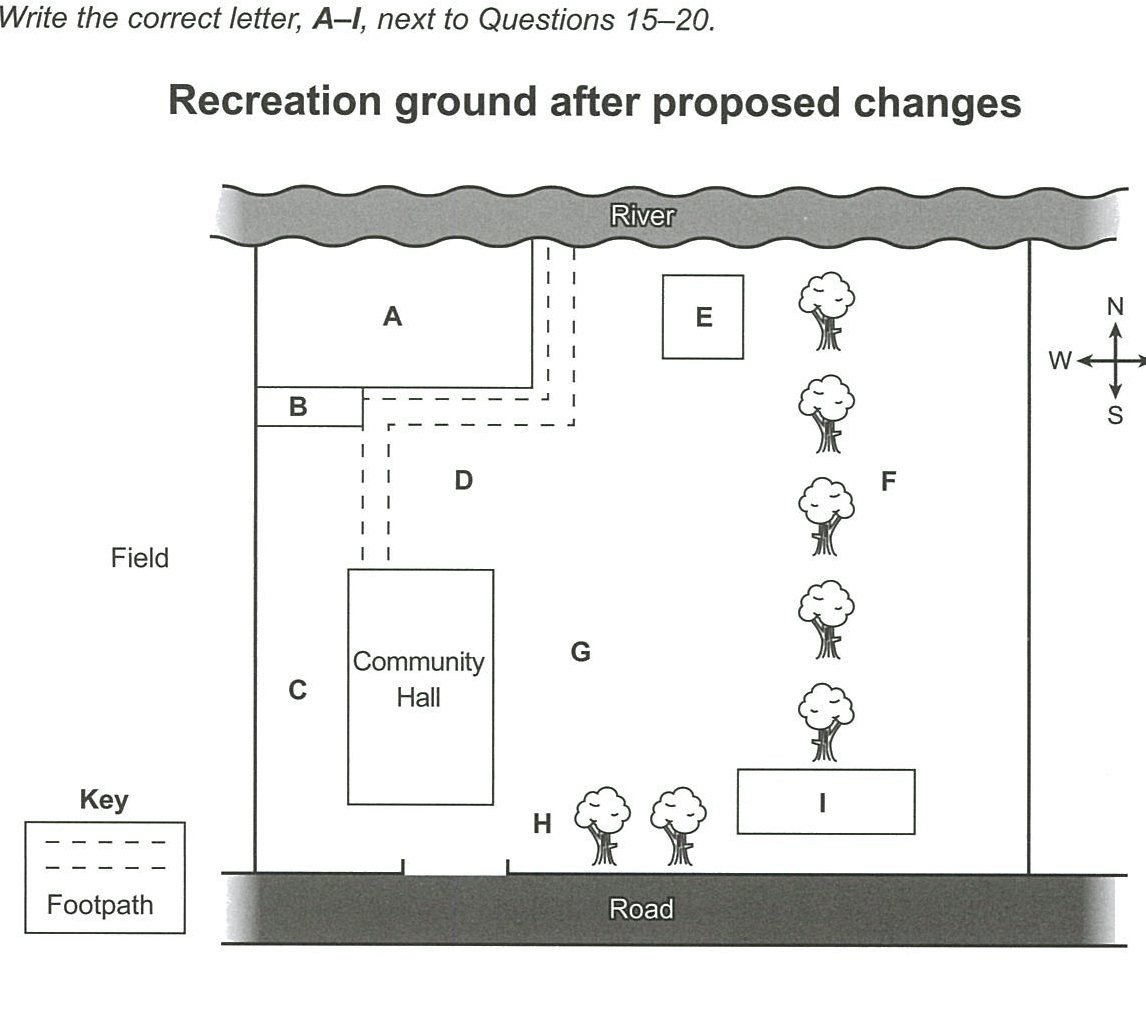 Write the correct letter, A–I, next to Questions 15–20.
Recreation ground after proposed changes
River
A
E
N
W
S
B
D
F
Field
G
Community
Hall
C
Key
H
I
Footpath
Road